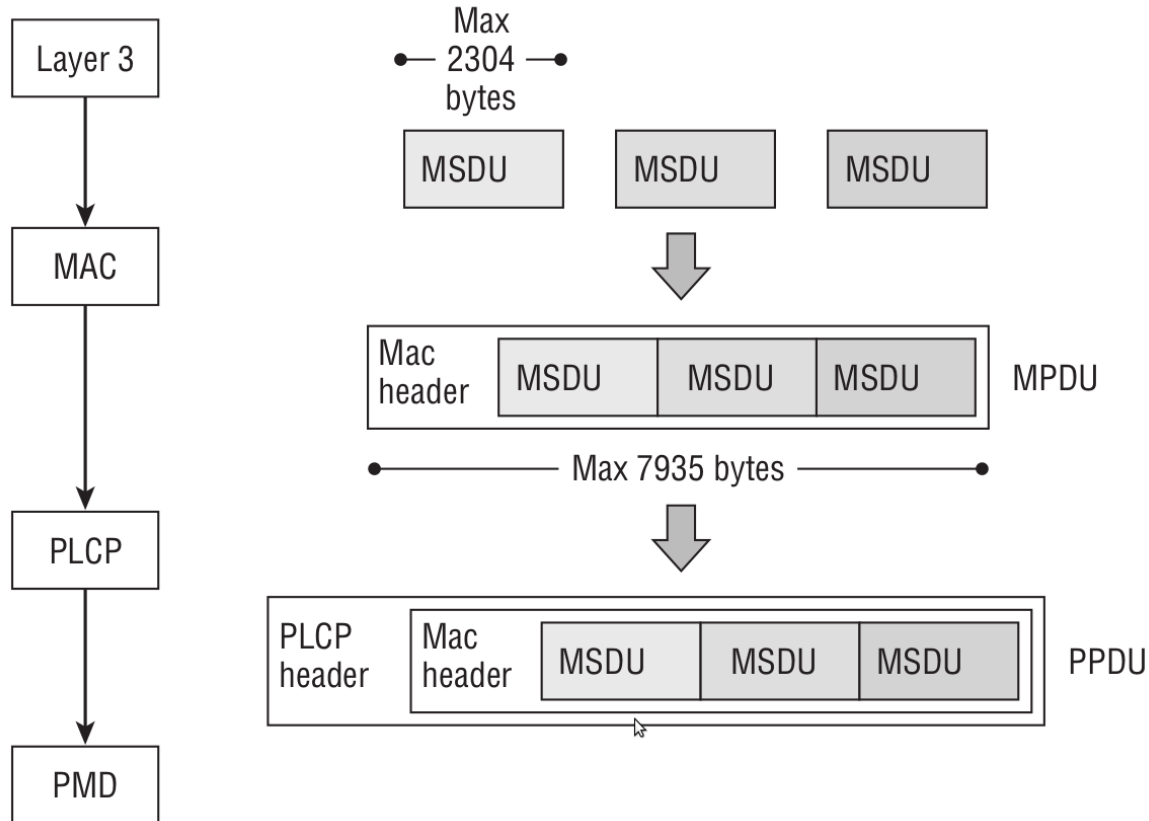 Layer 3
Max
2304
bytes
MSDU
MSDU
MSDU
MAC
Mac
header
MSDU
MSDU
MSDU
MPDU
Max 7935 bytes
PLCP
PLCP
header
Mac
header
MSDU
MSDU
MSDU
PPDU
PMD